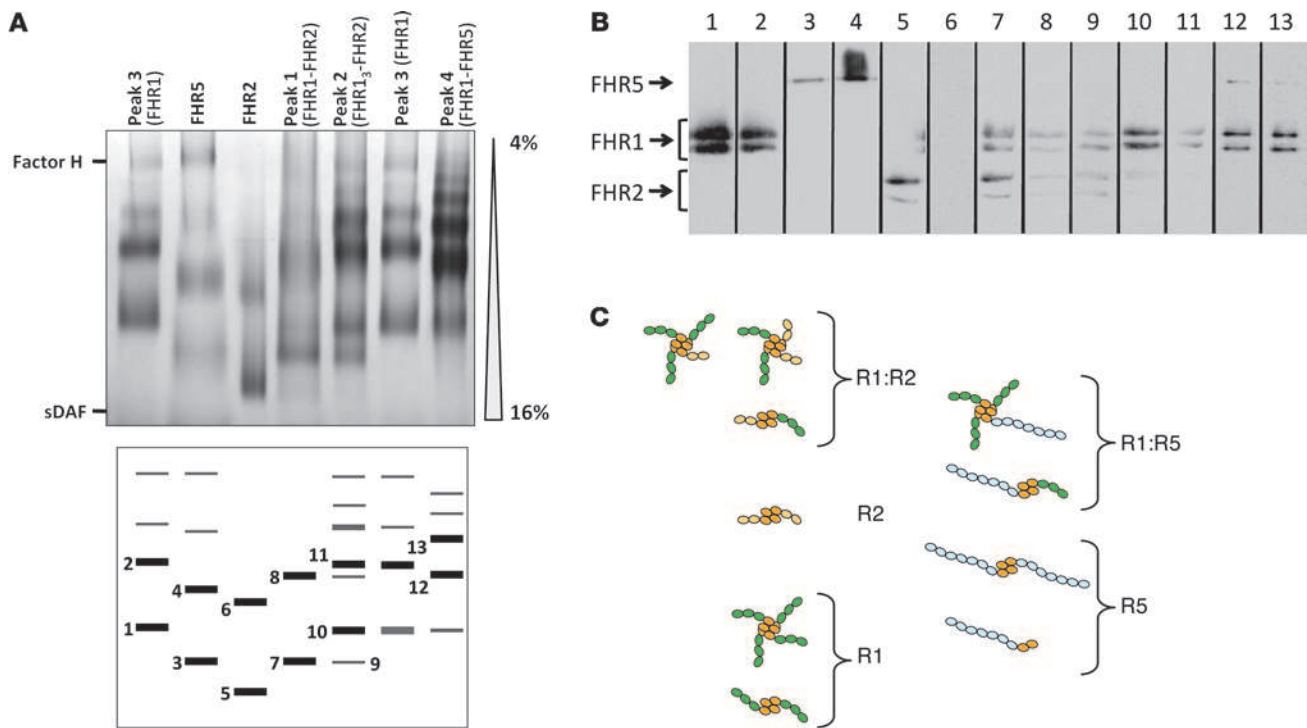 A
Peak 3
(FHR1)
FHR5
FHR2
Peak 1
(FHR1-FHR2)
Peak 2
(FHR1₃-FHR2)
Peak 3 (FHR1)
Peak 4
(FHR1-FHR5)
Factor H
sDAF
4%
16%
2
1
4
3
6
5
8
7
11
10
9
13
12
B
1 2 3 4 5 6 7 8 9 10 11 12 13
FHR5
FHR1
FHR2
C
R1:R2
R1:R5
R2
R5
R1